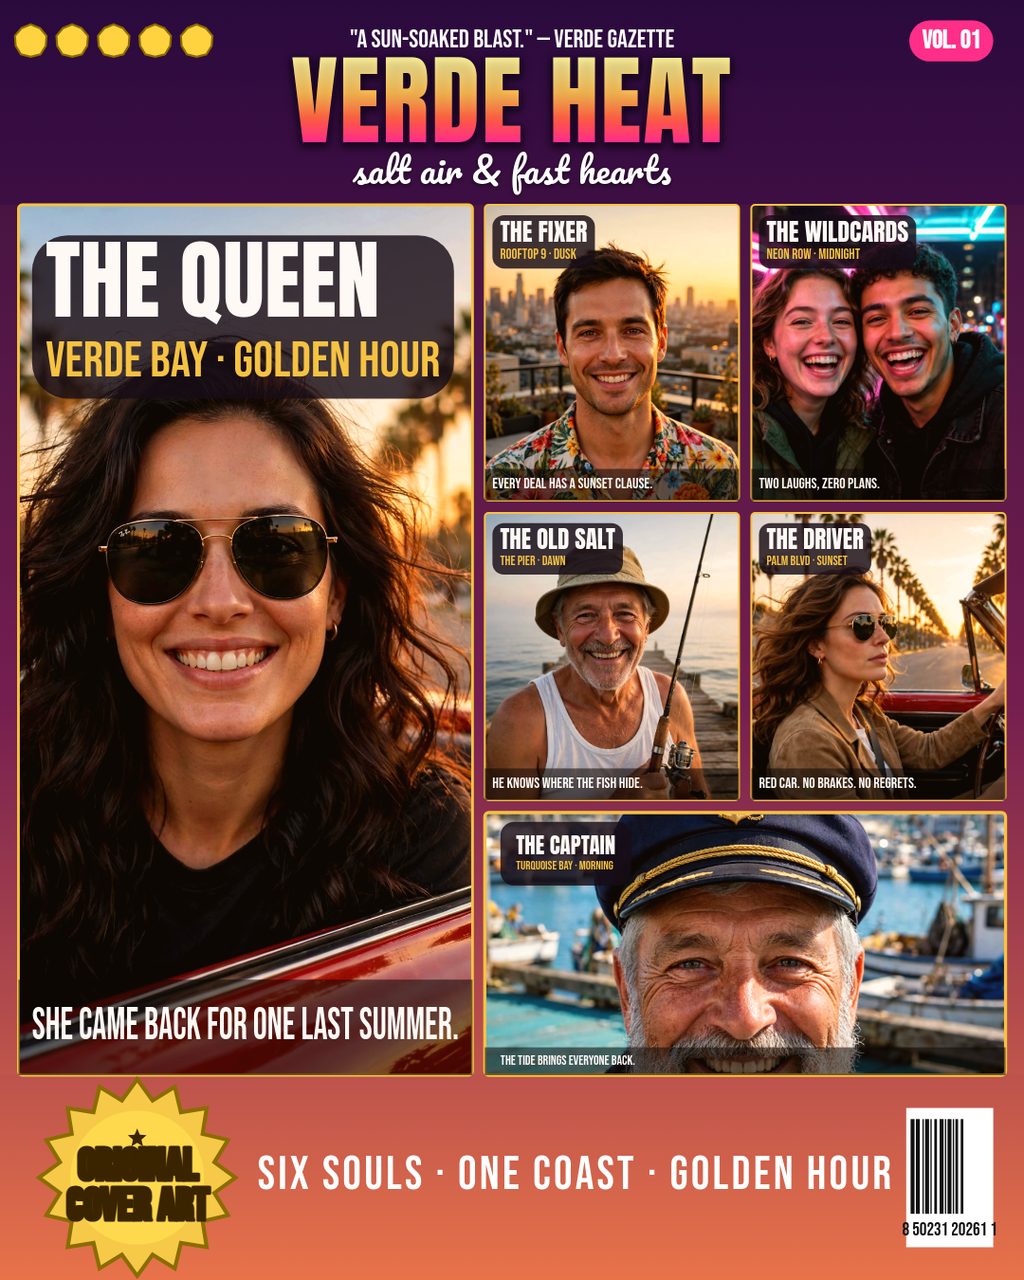 "A SUN-SOAKED BLAST." – VERDE GAZETTE
VOL. 01
VERDE HEAT
salt air & fast hearts
THE QUEEN
VERDE BAY · GOLDEN HOUR
SHE CAME BACK FOR ONE LAST SUMMER.
THE FIXER
ROOFTOP 9 · DUSK
EVERY DEAL HAS A SUNSET CLAUSE.
THE WILDCARDS
NEON ROW · MIDNIGHT
TWO LAUGHS, ZERO PLANS.
THE OLD SALT
THE PIER · DAWN
HE KNOWS WHERE THE FISH HIDE.
THE DRIVER
PALM BLVD · SUNSET
RED CAR. NO BRAKES. NO REGRETS.
THE CAPTAIN
TURQUOISE BAY · MORNING
THE TIDE BRINGS EVERYONE BACK.
ORIGINAL
COVER ART
SIX SOULS · ONE COAST · GOLDEN HOUR
8 50231 20261 1